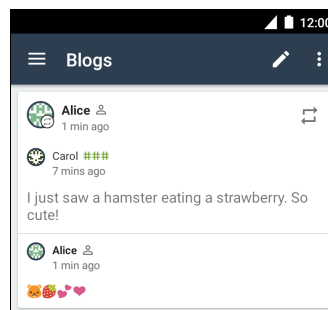 12:00
Blogs
Alice
1 min ago
Carol ###
7 mins ago
I just saw a hamster eating a strawberry. So
cute!
Alice
1 min ago
🐹🍓💕❤